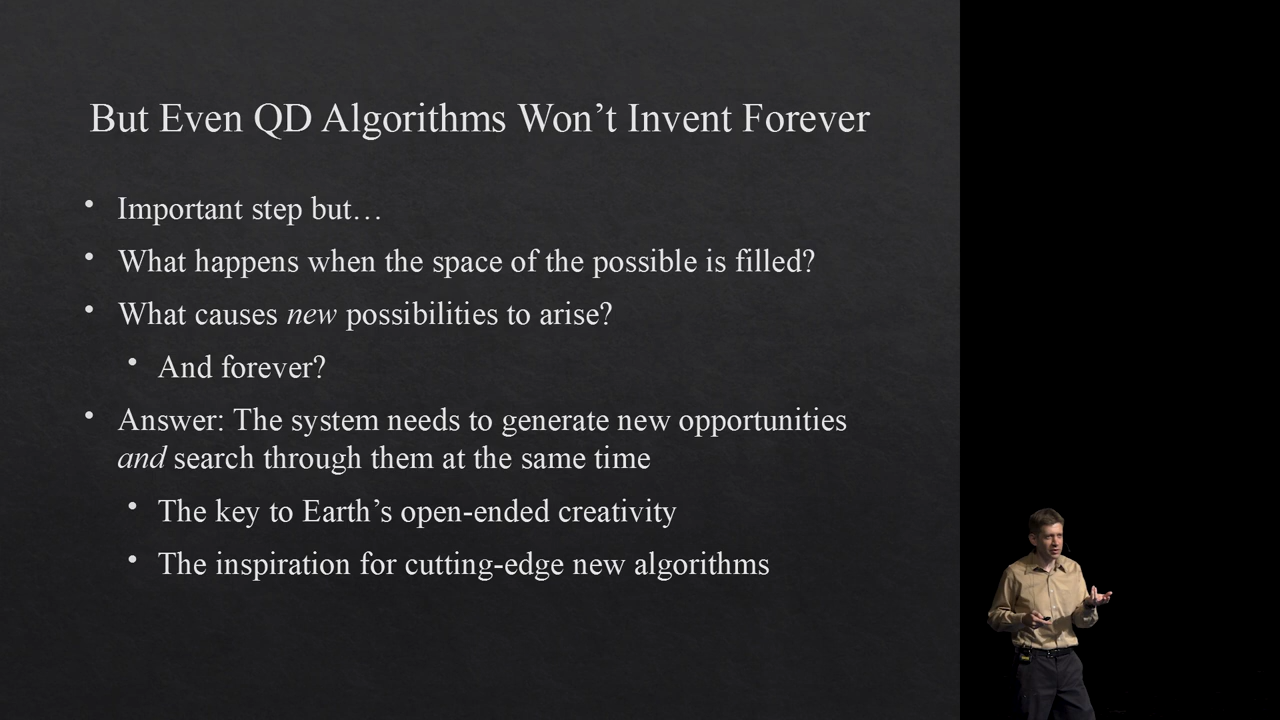 But Even QD Algorithms Won’t Invent Forever
• Important step but…
• What happens when the space of the possible is filled?
• What causes new possibilities to arise?
• And forever?
• Answer: The system needs to generate new opportunities
and search through them at the same time
• The key to Earth’s open-ended creativity
• The inspiration for cutting-edge new algorithms